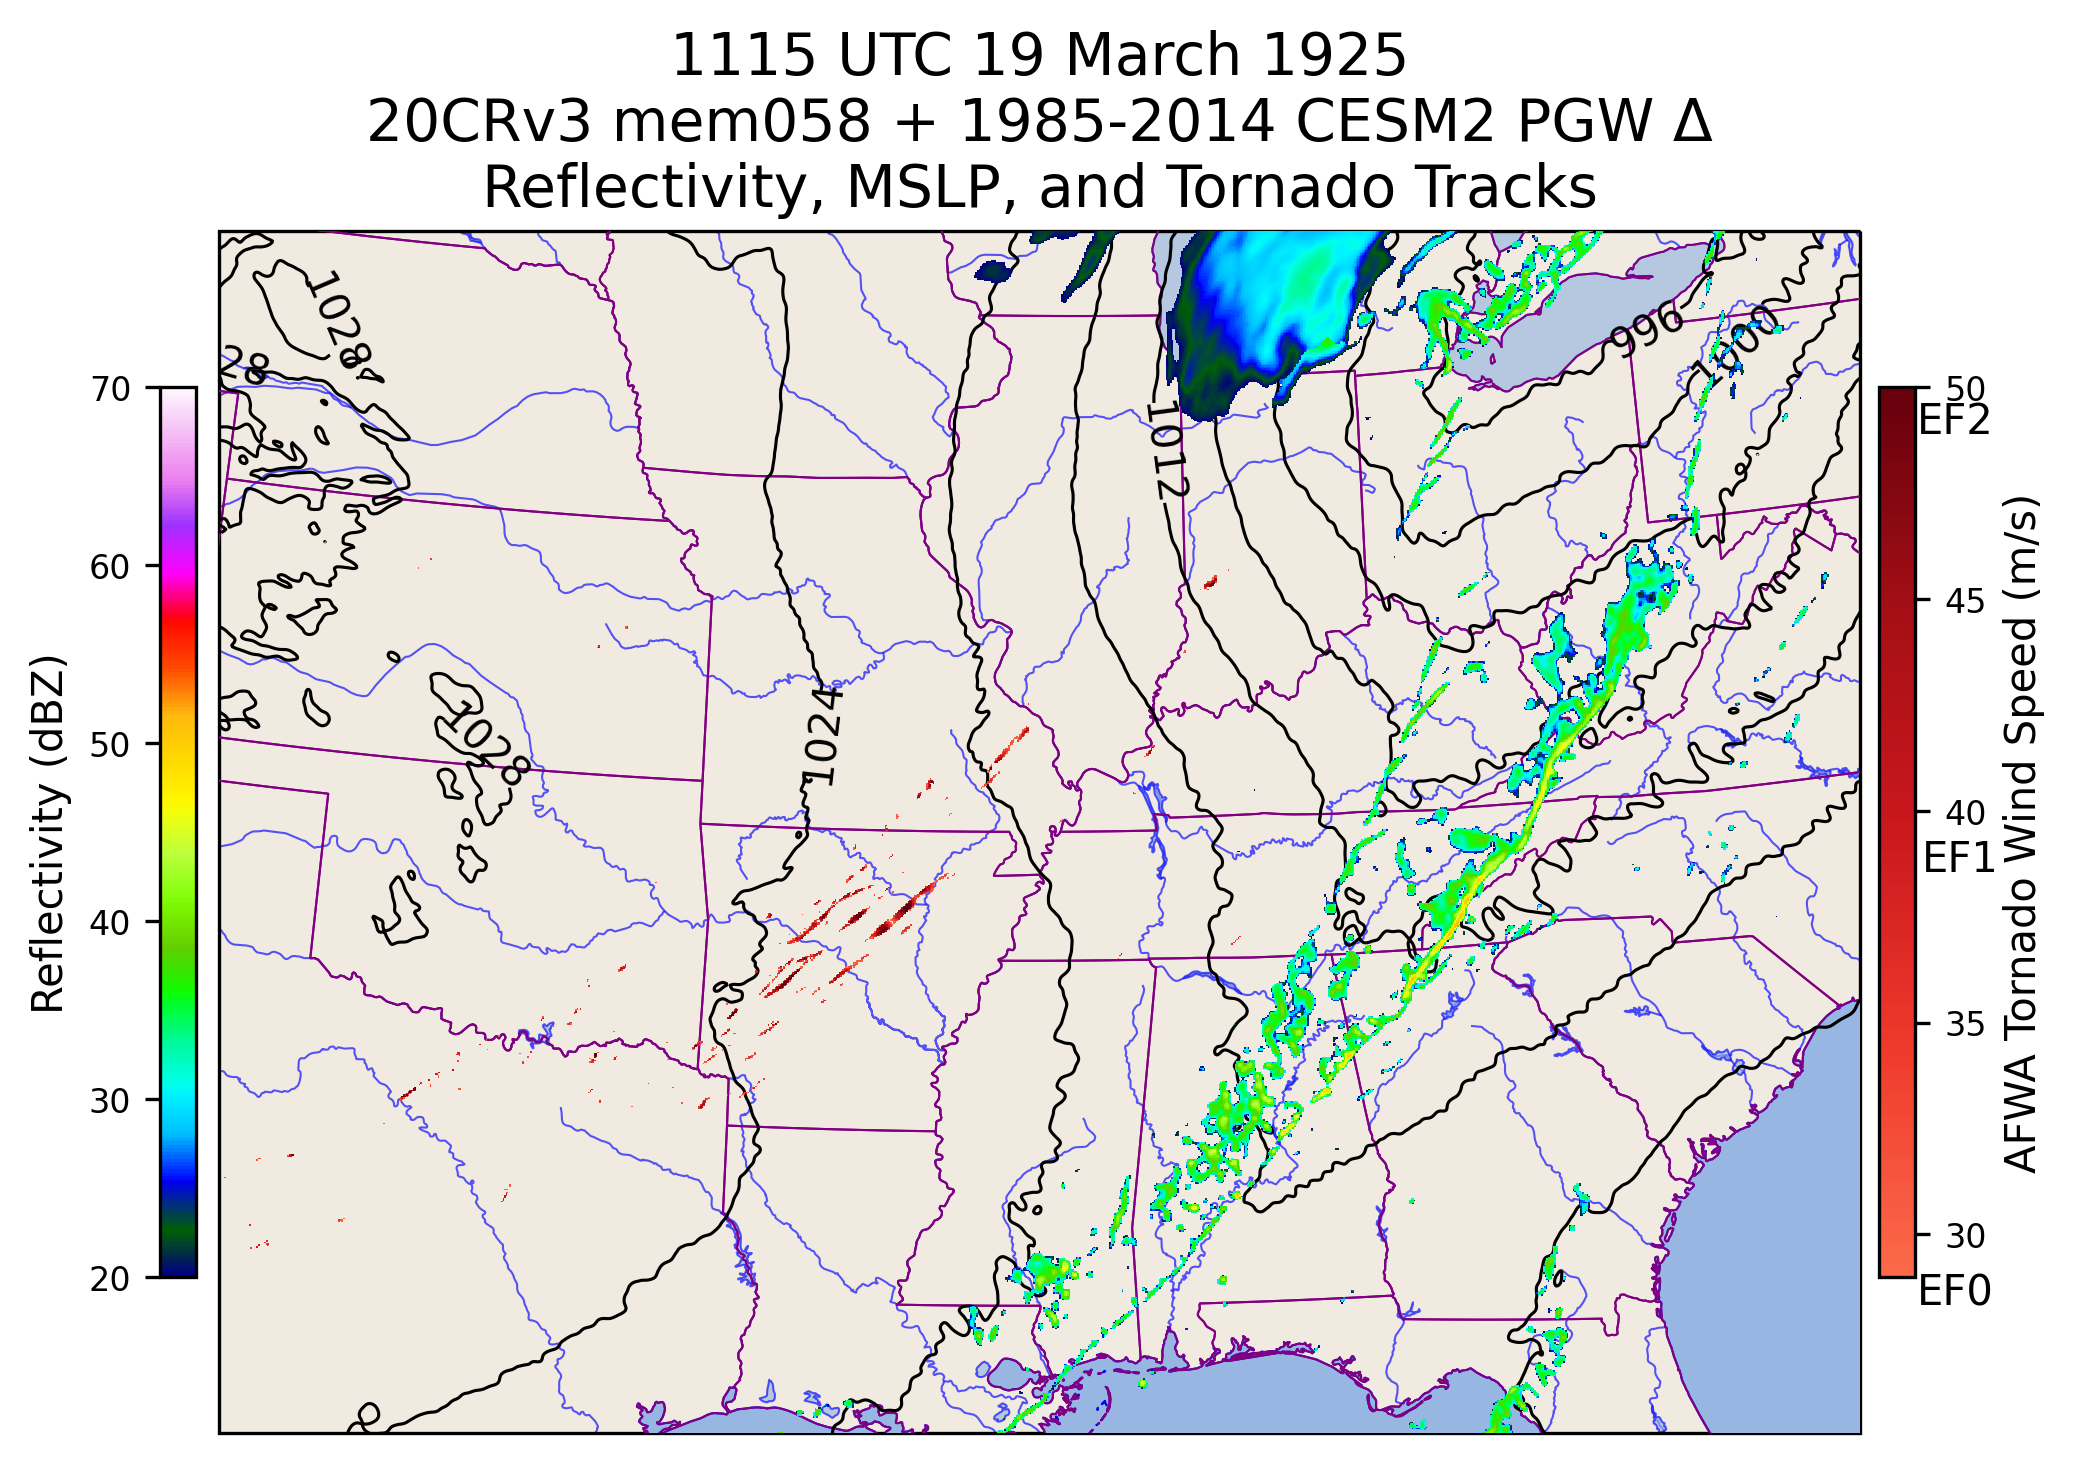 1115 UTC 19 March 1925
20CRv3 mem058 + 1985-2014 CESM2 PGW Δ
Reflectivity, MSLP, and Tornado Tracks
1028
28
996
1000
1012
1024
1028
70
60
50
40
30
20
Reflectivity (dBZ)
50
EF2
45
40
EF1
35
30
EF0
AFWA Tornado Wind Speed (m/s)